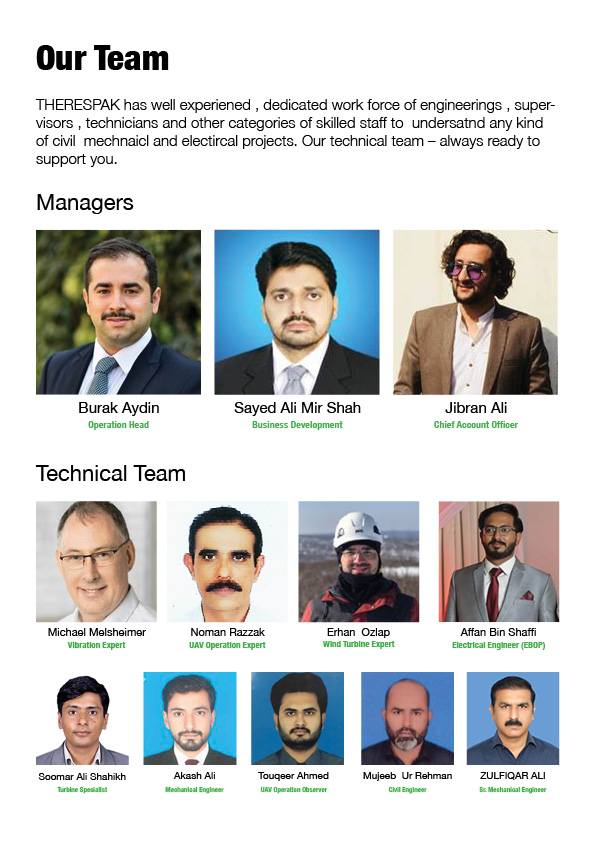 Our Team
THERESPAK has well experiened , dedicated work force of engineerings , super-
visors , technicians and other categories of skilled staff to  undersatnd any kind
of civil  mechnaicl and electircal projects. Our technical team – always ready to
support you.
Managers
Burak Aydin
Operation Head
Sayed Ali Mir Shah
Business Development
Jibran Ali
Chief Account Officer
Technical Team
Michael Melsheimer
Vibration Expert
Noman Razzak
UAV Operation Expert
Erhan  Ozlap
Wind Turbine Expert
Affan Bin Shaffi
Electrical Engineer (EBOP)
Soomar Ali Shahikh
Turbine Spesialist
Akash Ali
Mechanical Engineer
Touqeer Ahmed
UAV Operation Observer
Mujeeb  Ur Rehman
Civil Engineer
ZULFIQAR ALI
Sr. Mechanical Engineer